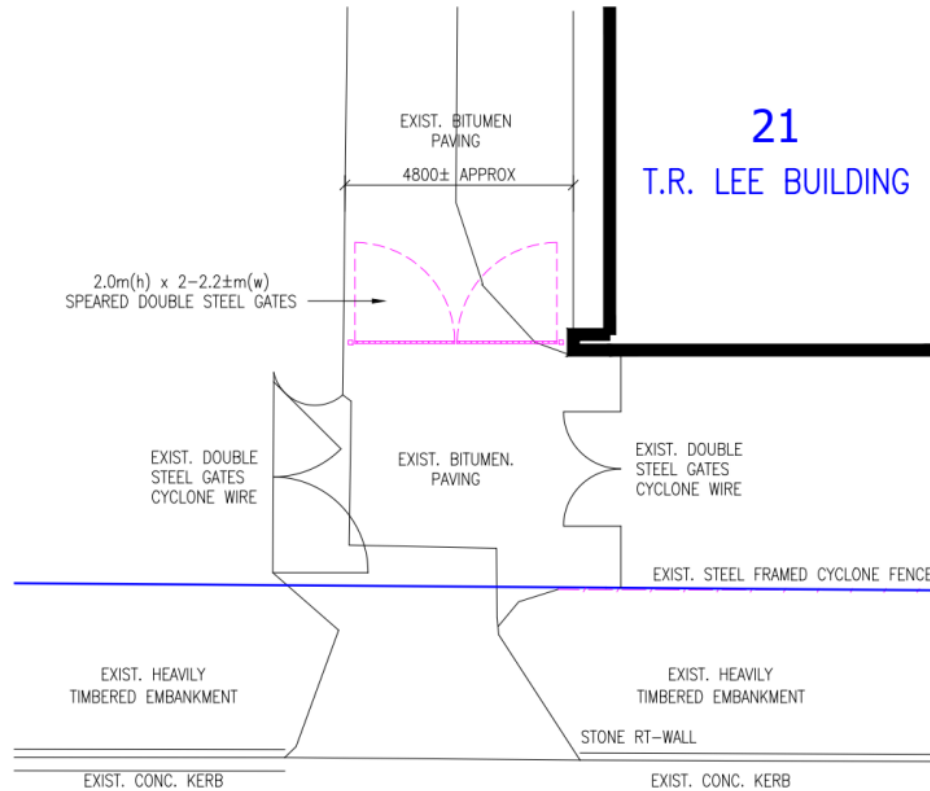 EXIST. BITUMEN
PAVING
4800± APPROX
21
T.R. LEE BUILDING
2.0m(h) x 2-2.2±m(w)
SPEARED DOUBLE STEEL GATES
EXIST. DOUBLE
STEEL GATES
CYCLONE WIRE
EXIST. BITUMEN.
PAVING
EXIST. DOUBLE
STEEL GATES
CYCLONE WIRE
EXIST. STEEL FRAMED CYCLONE FENCE
EXIST. HEAVILY
TIMBERED EMBANKMENT
EXIST. HEAVILY
TIMBERED EMBANKMENT
STONE RT-WALL
EXIST. CONC. KERB
EXIST. CONC. KERB